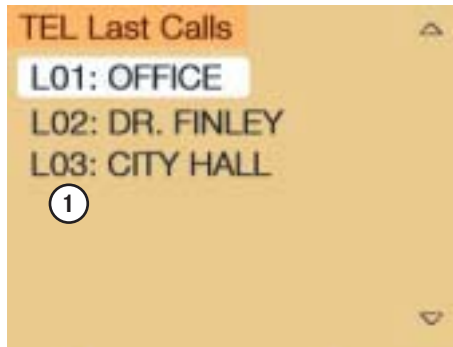 TEL Last Calls
L01: OFFICE
L02: DR. FINLEY
L03: CITY HALL
1